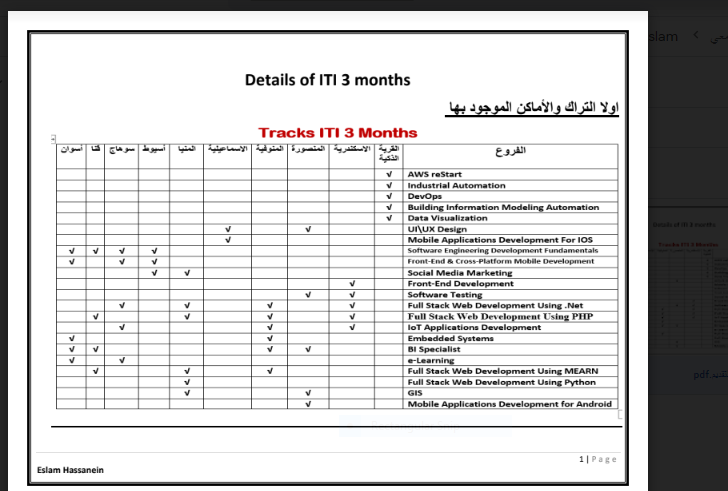 Details of ITI 3 months
اولا التراك والأماكن الموجود بها
Tracks ITI 3 Months
الفروع القرية الذكية الاسكندرية المنصورة المنوفية الاسماعيلية المنيا أسيوط سوهاج قنا أسوان
AWS reStart √
Industrial Automation √
DevOps √
Building Information Modeling Automation √
Data Visualization √
UI\UX Design √ √
Mobile Applications Development For IOS √
Software Engineering Development Fundamentals √ √ √ √
Front-End & Cross-Platform Mobile Development √ √ √
Social Media Marketing √ √
Front-End Development √
Software Testing √ √
Full Stack Web Development Using .Net √ √ √ √
Full Stack Web Development Using PHP √ √ √ √
IoT Applications Development √ √ √
Embedded Systems √ √
BI Specialist √ √ √ √
e-Learning √ √
Full Stack Web Development Using MEARN √ √ √
Full Stack Web Development Using Python √
GIS √ √
Mobile Applications Development for Android √
1 | Page
Eslam Hassanein
slam
pdf